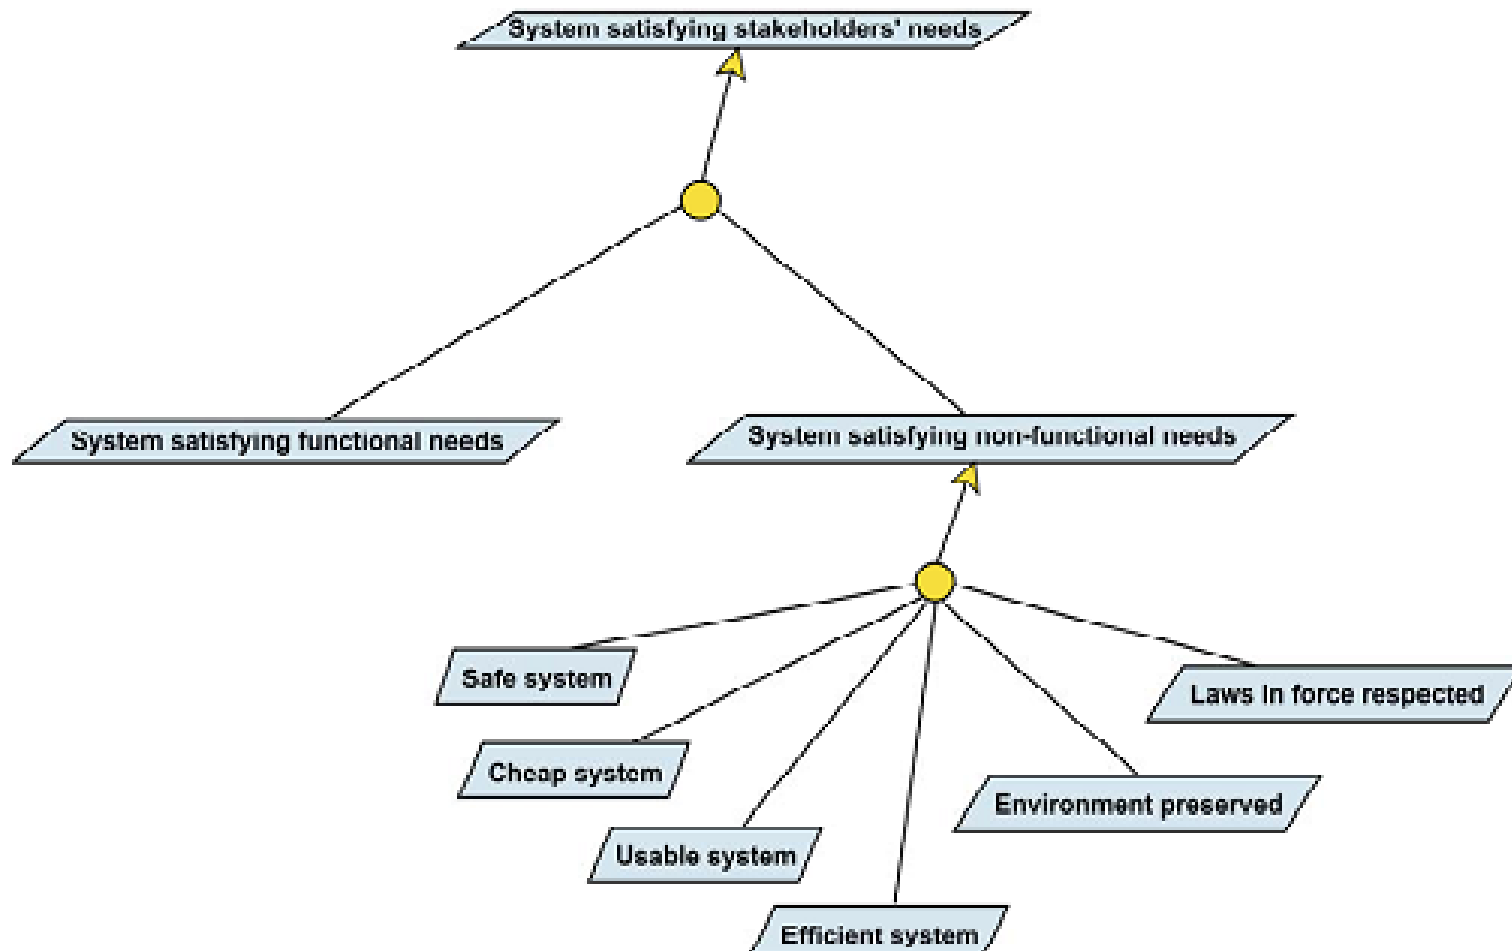 System satisfying stakeholders' needs
System satisfying functional needs
System satisfying non-functional needs
Safe system
Laws in force respected
Cheap system
Environment preserved
Usable system
Efficient system